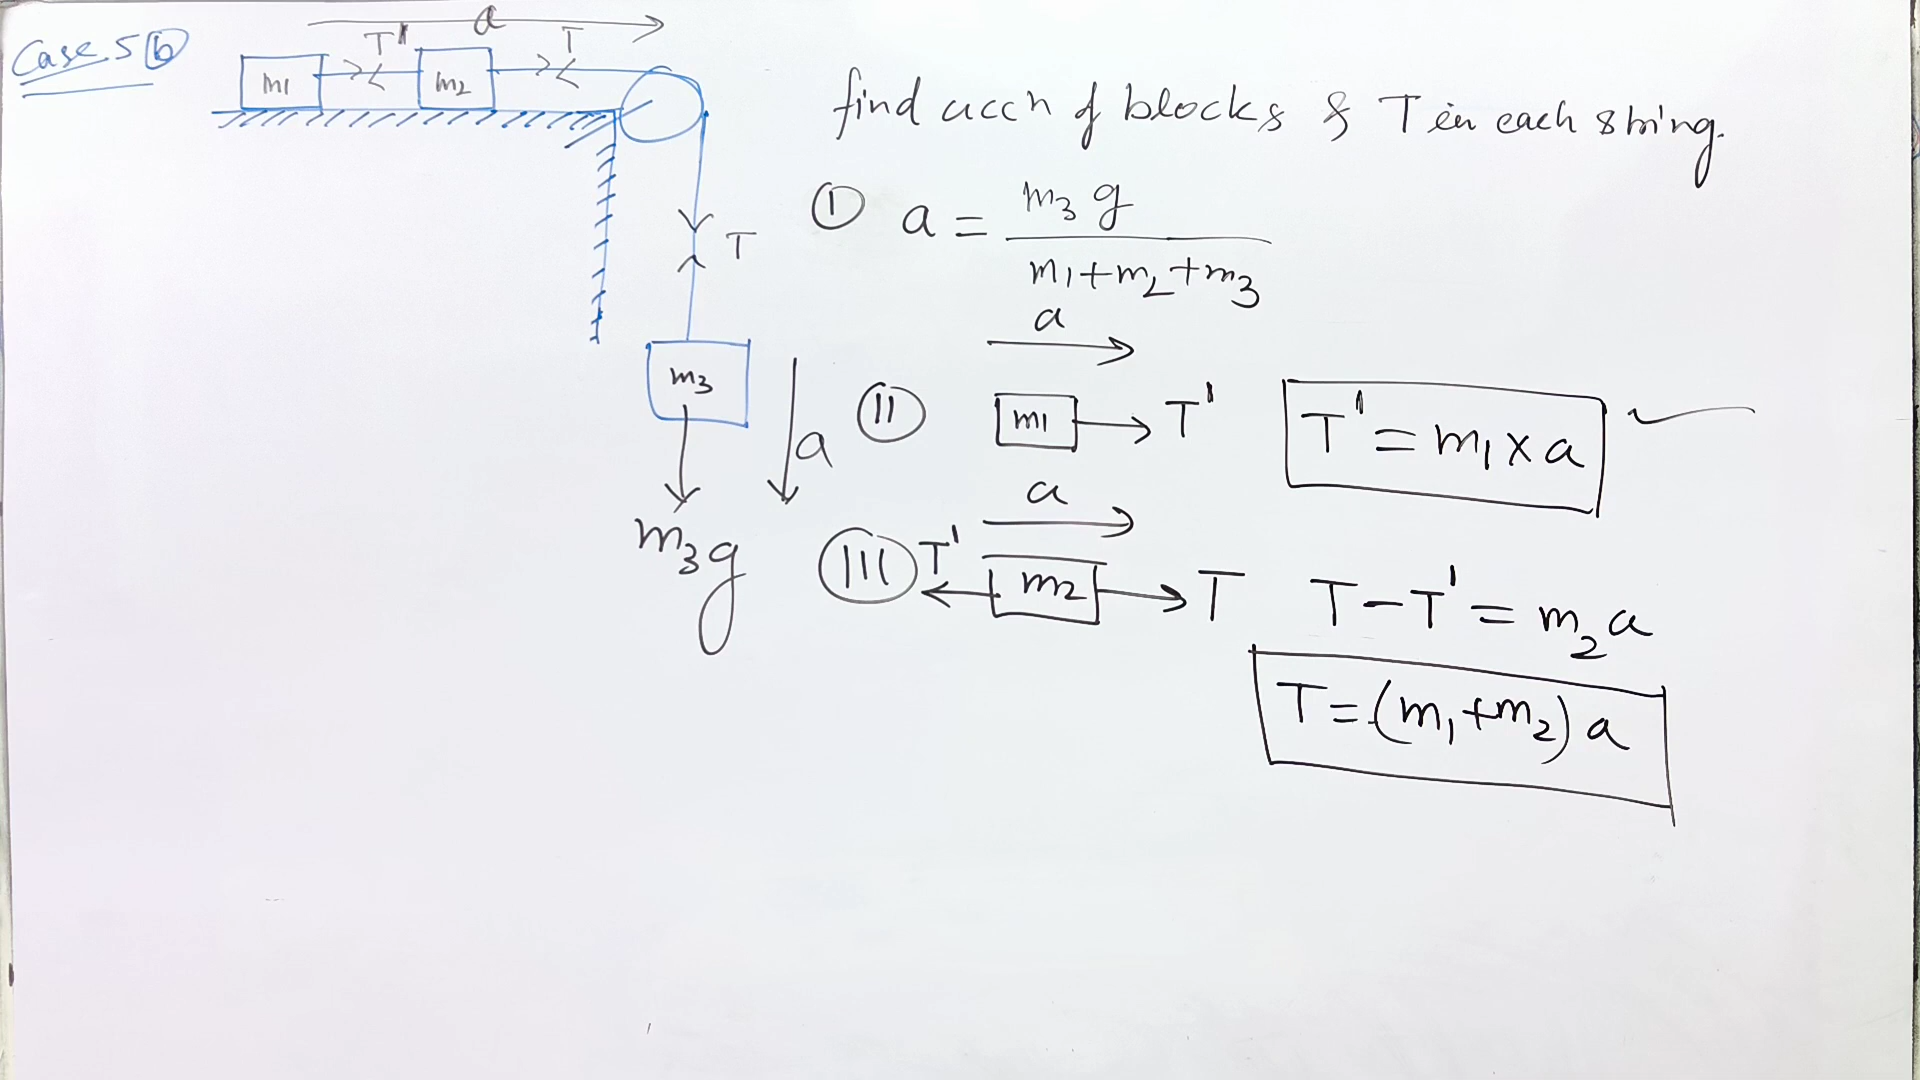 Case 5 (b)
a
T' T
m1 m2
find accn of blocks & T in each string.
(I) a = m3 g / m1+m2+m3
T
m3
a
m3g
a
(II) m1 T' T' = m1 x a
a
(III) T' m2 T T-T' = m2a
T = (m1+m2) a